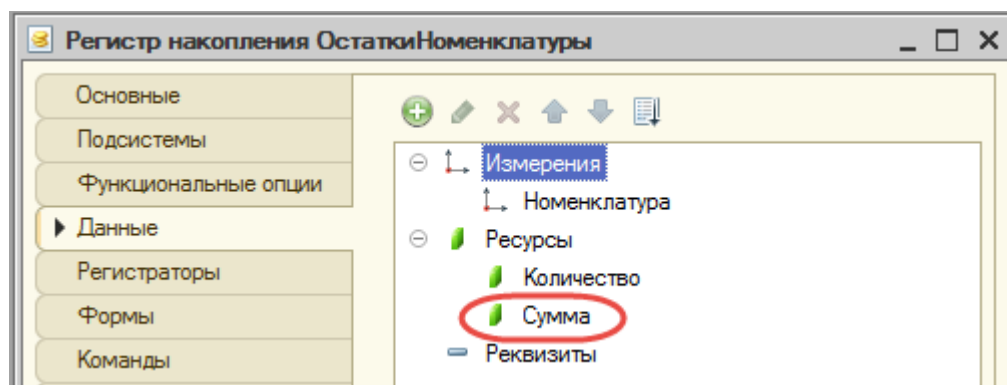 Регистр накопления ОстаткиНоменклатуры
Основные
Подсистемы
Функциональные опции
Данные
Регистраторы
Формы
Команды
Измерения
Номенклатура
Ресурсы
Количество
Сумма
Реквизиты